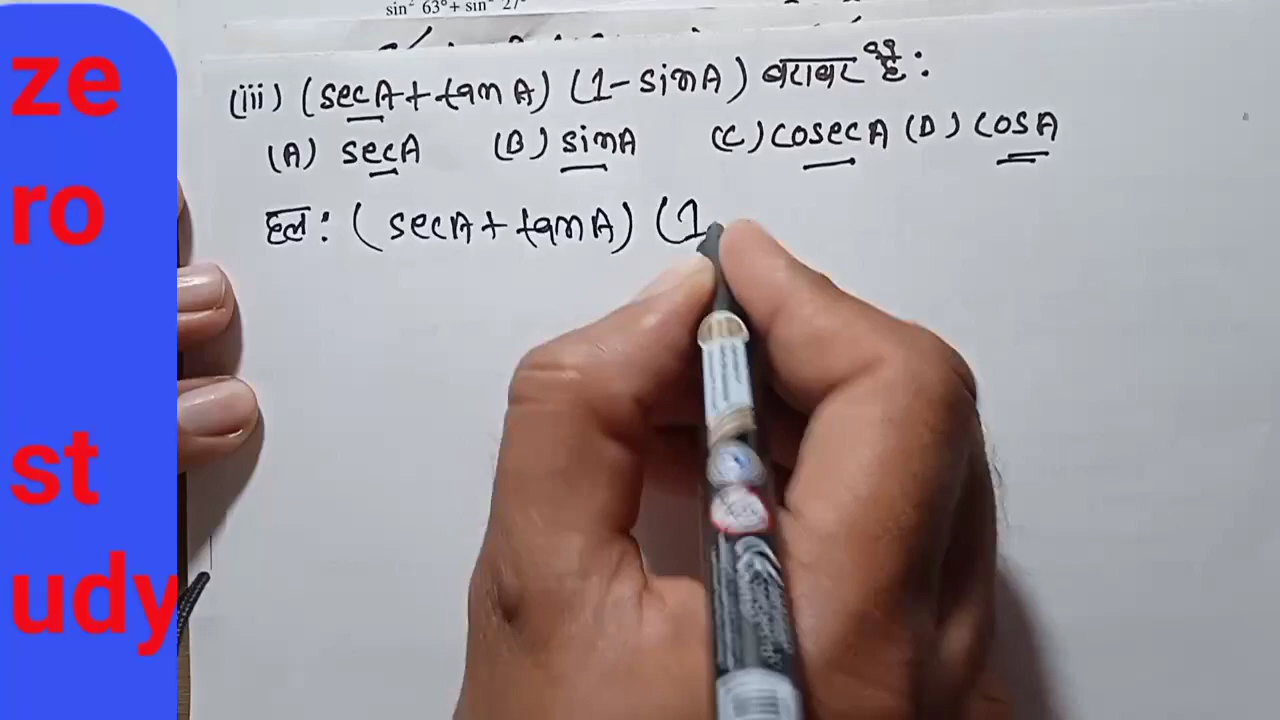 sin² 63° + sin² 27°
(iii) (secA + tan A) (1 - sinA) बराबर है :
(A) secA (B) sinA (C) cosecA (D) cosA
हल : ( secA + tanA) (1
ze
ro
st
udy